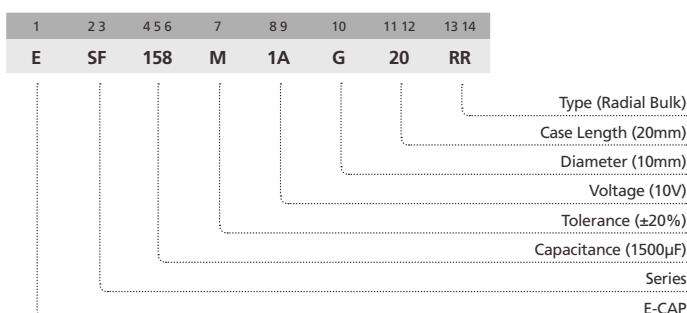 1 2 3 4 5 6 7 8 9 10 11 12 13 14
E SF 158 M 1A G 20 RR
Type (Radial Bulk)
Case Length (20mm)
Diameter (10mm)
Voltage (10V)
Tolerance (±20%)
Capacitance (1500µF)
Series
E-CAP